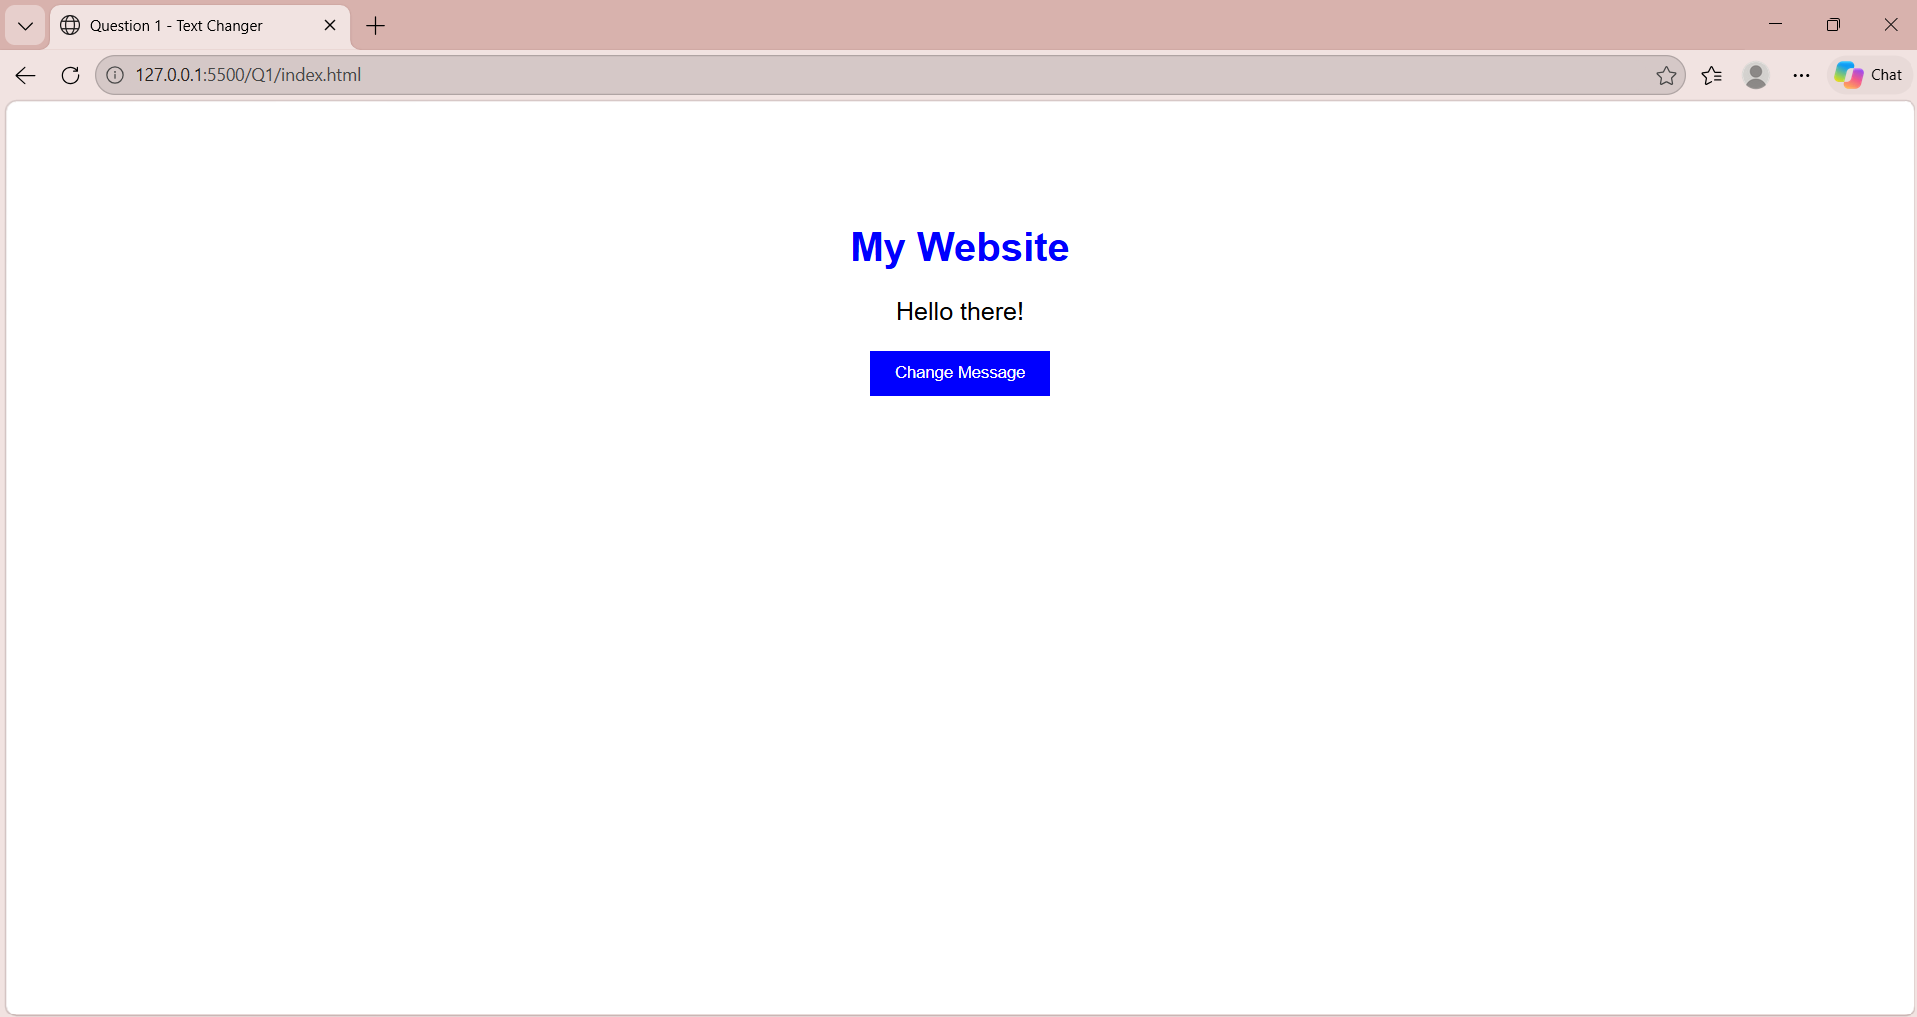 Question 1 - Text Changer
127.0.0.1:5500/Q1/index.html
Chat
My Website
Hello there!
Change Message